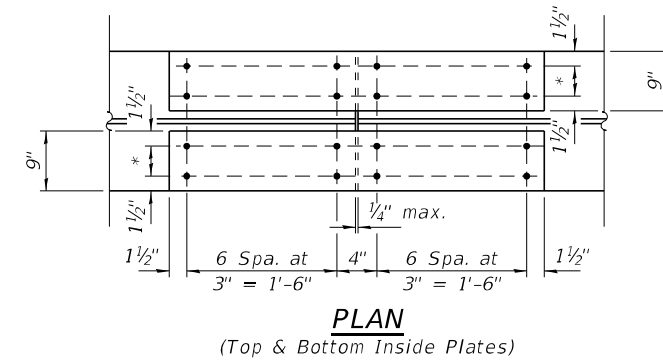 1½"
*
9"
1½"
1½"
9"
*
1½"
¼" max.
1½"
6 Spa. at
3" = 1'-6"
4"
6 Spa. at
3" = 1'-6"
1½"
PLAN
(Top & Bottom Inside Plates)